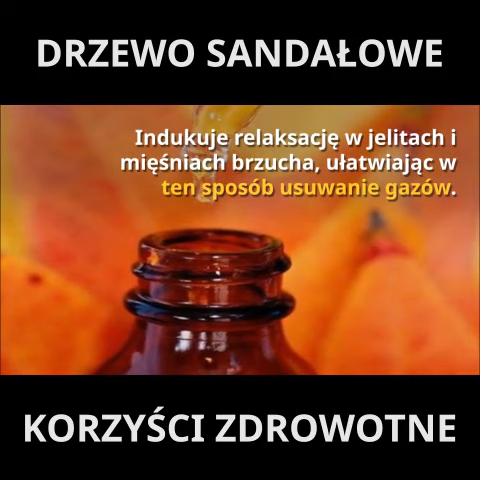 DRZEWO SANDAŁOWE
Indukuje relaksację w jelitach i
mięśniach brzucha, ułatwiając w
ten sposób usuwanie gazów.
KORZYŚCI ZDROWOTNE